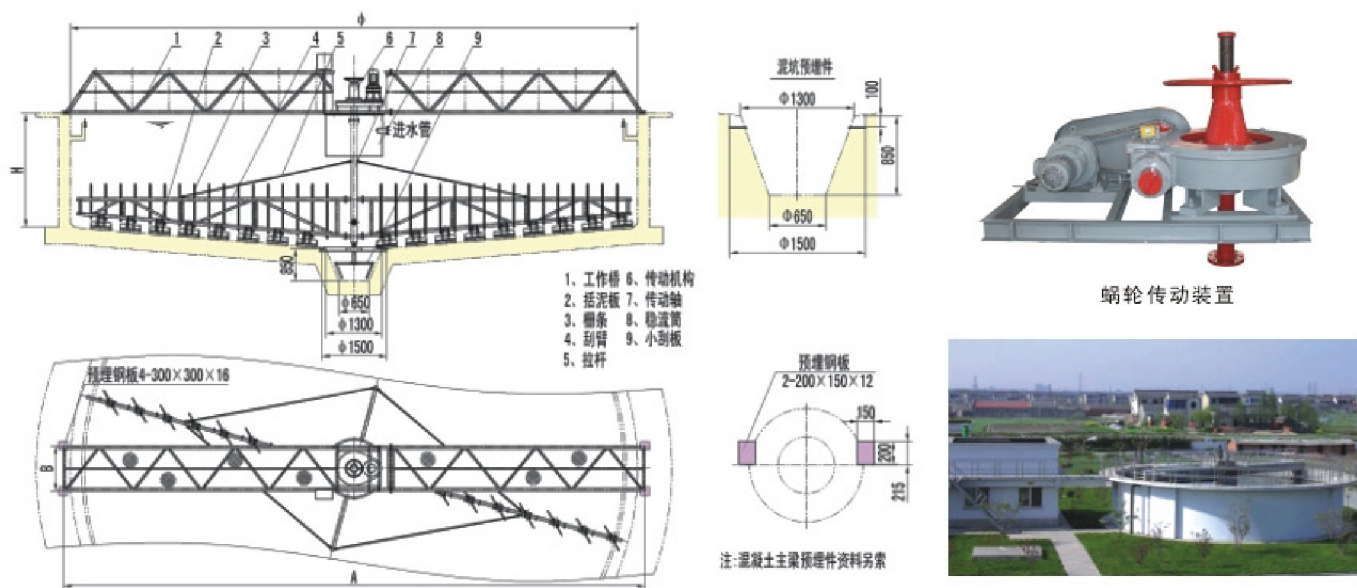 Φ
1 2 3 4 5 6 7 8 9
进水管
H
850
Φ650
Φ1300
Φ1500
1、工作桥 6、传动机构
2、括泥板 7、传动轴
3、栅条 8、稳流筒
4、刮臂 9、小刮板
5、拉杆
泥坑预埋件
Φ1300
100
850
Φ650
Φ1500
蜗轮传动装置
预埋钢板4-300×300×16
B
A
预埋钢板
2-200×150×12
150
200
215
注:混凝土主梁预埋件资料另索